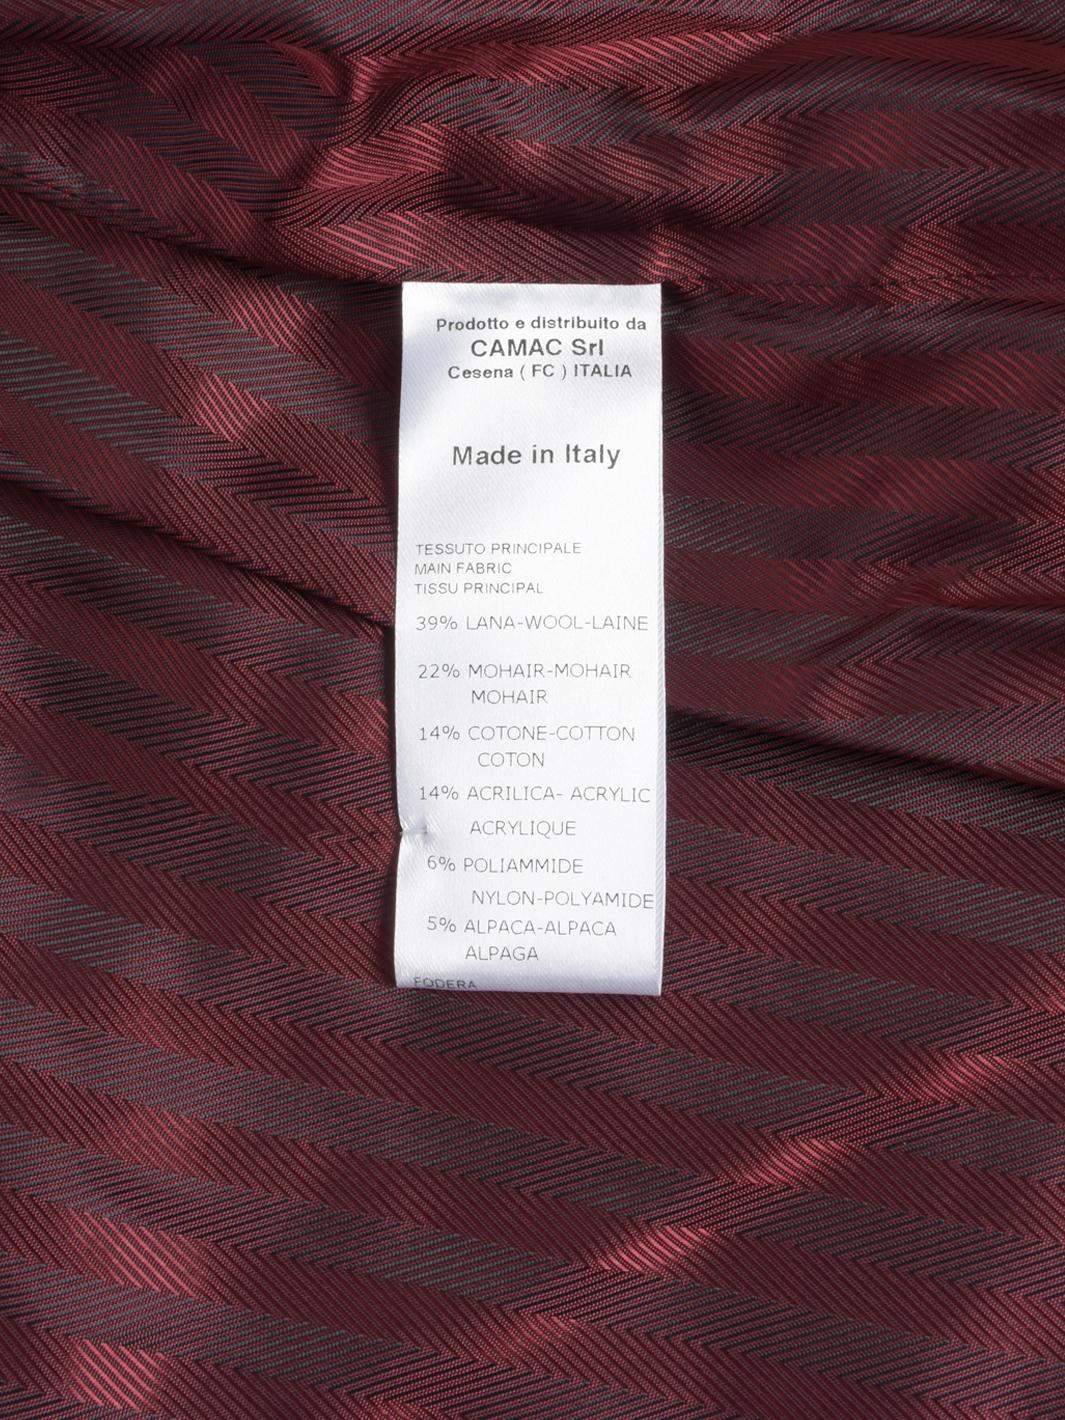 Prodotto e distribuito da
CAMAC Srl
Cesena ( FC ) ITALIA
Made in Italy
TESSUTO PRINCIPALE
MAIN FABRIC
TISSU PRINCIPAL
39% LANA-WOOL-LAINE
22% MOHAIR-MOHAIR
MOHAIR
14% COTONE-COTTON
COTON
14% ACRILICA- ACRYLIC
ACRYLIQUE
6% POLIAMMIDE
NYLON-POLYAMIDE
5% ALPACA-ALPACA
ALPAGA
FODERA